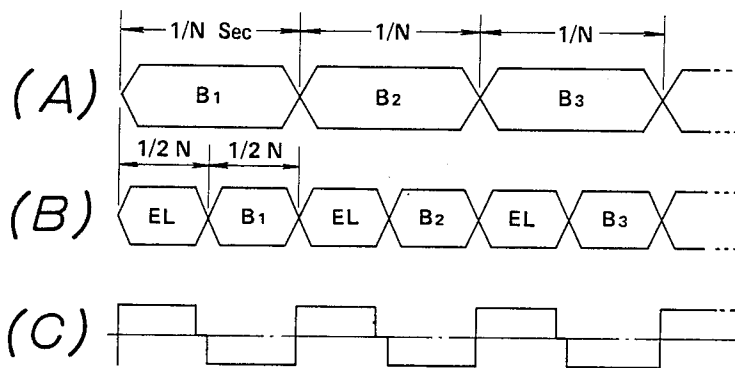 1/N Sec 1/N 1/N
(A) B1 B2 B3
1/2 N 1/2 N
(B) EL B1 EL B2 EL B3
(C)